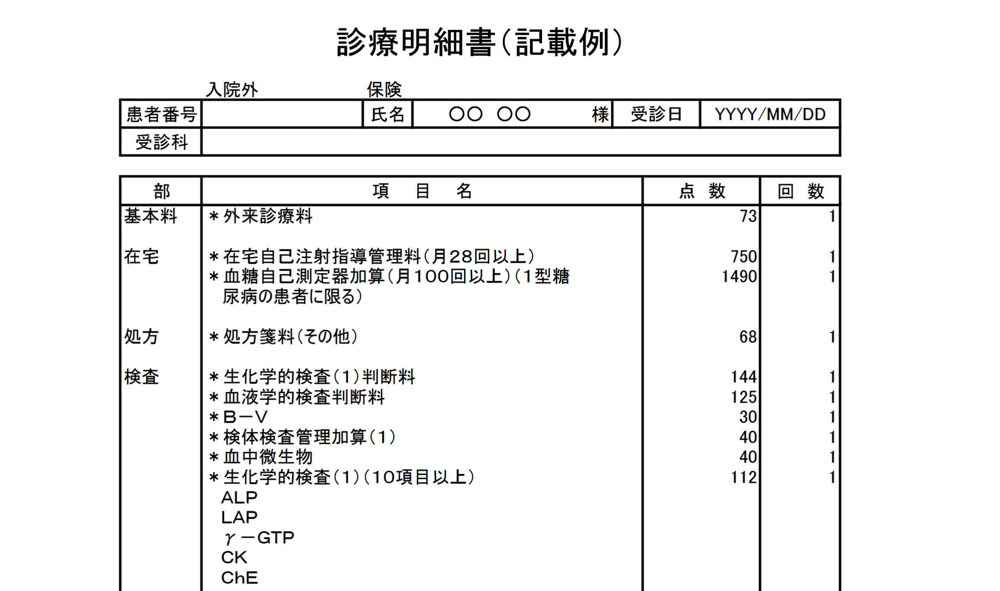 診療明細書（記載例）
入院外 保険
患者番号 氏名 〇〇 〇〇 様 受診日 YYYY/MM/DD
受診科
部 項 目 名 点 数 回 数
基本料 ＊外来診療料 73 1
在宅 ＊在宅自己注射指導管理料（月２８回以上） 750 1
＊血糖自己測定器加算（月１００回以上）（１型糖 1490 1
尿病の患者に限る）
処方 ＊処方箋料（その他） 68 1
検査 ＊生化学的検査（１）判断料 144 1
＊血液学的検査判断料 125 1
＊Ｂ－Ｖ 30 1
＊検体検査管理加算（１） 40 1
＊血中微生物 40 1
＊生化学的検査（１）（１０項目以上） 112 1
ＡＬＰ
ＬＡＰ
γ－ＧＴＰ
ＣＫ
ＣｈＥ